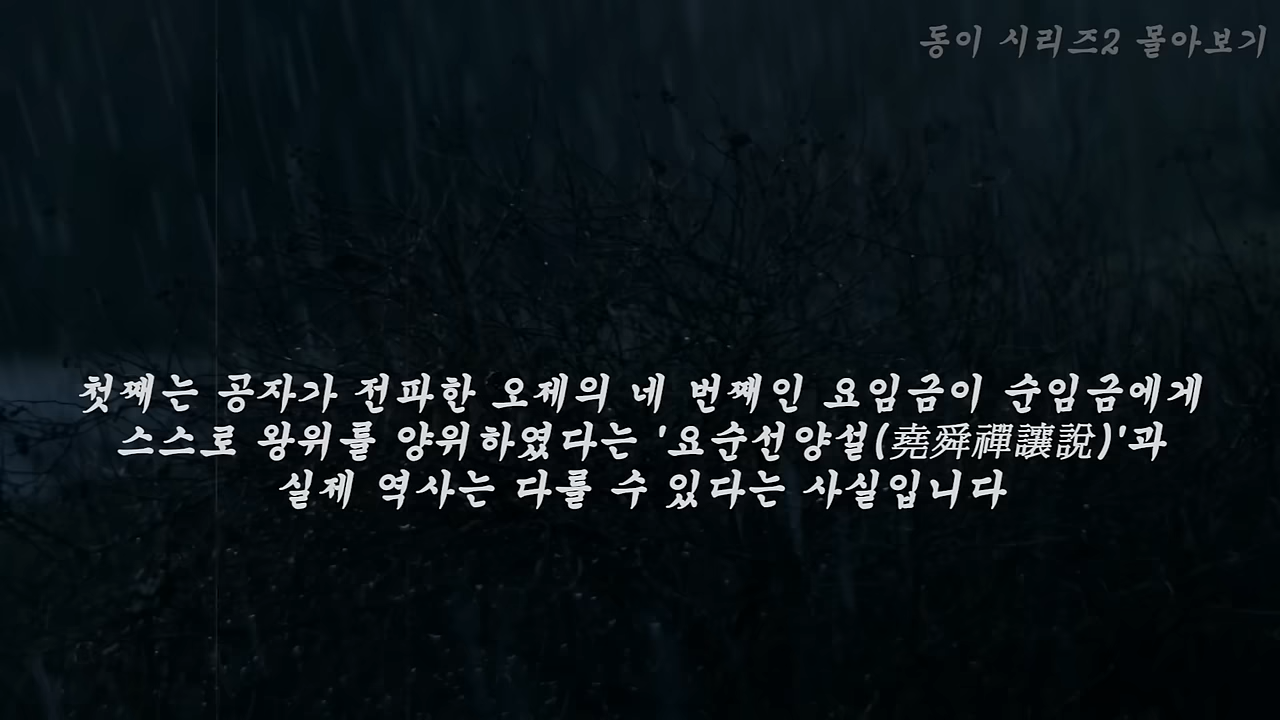 동이 시리즈2 몰아보기
첫째는 공자가 전파한 오제의 네 번째인 요임금이 순임금에게
스스로 왕위를 양위하였다는 '요순선양설(堯舜禪讓說)'과
실제 역사는 다를 수 있다는 사실입니다